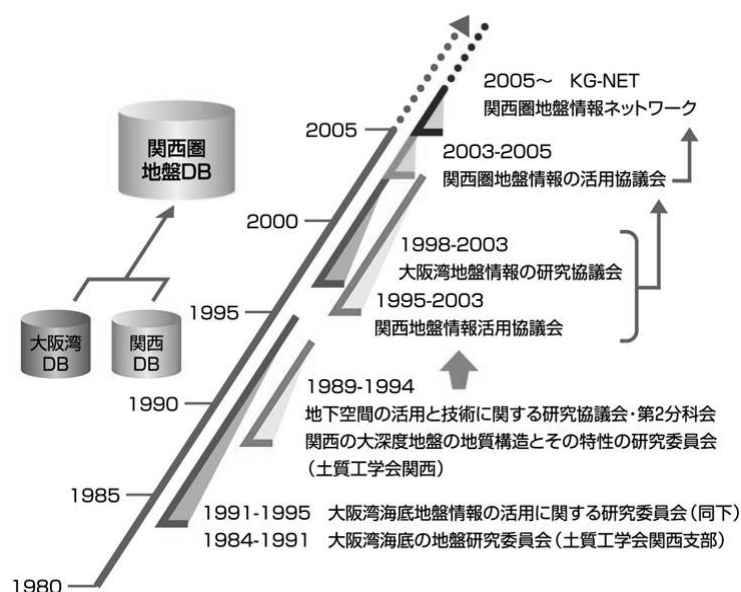 2005～ KG-NET
関西圏地盤情報ネットワーク
2005
関西圏
地盤DB
2003-2005
関西圏地盤情報の活用協議会
2000
1998-2003
大阪湾地盤情報の研究協議会
1995-2003
関西地盤情報活用協議会
1995
大阪湾
DB
関西
DB
1990
1989-1994
地下空間の活用と技術に関する研究協議会・第2分科会
関西の大深度地盤の地質構造とその特性の研究委員会
（土質工学会関西）
1985
1991-1995 大阪湾海底地盤情報の活用に関する研究委員会（同下）
1984-1991 大阪湾海底の地盤研究委員会（土質工学会関西支部）
1980